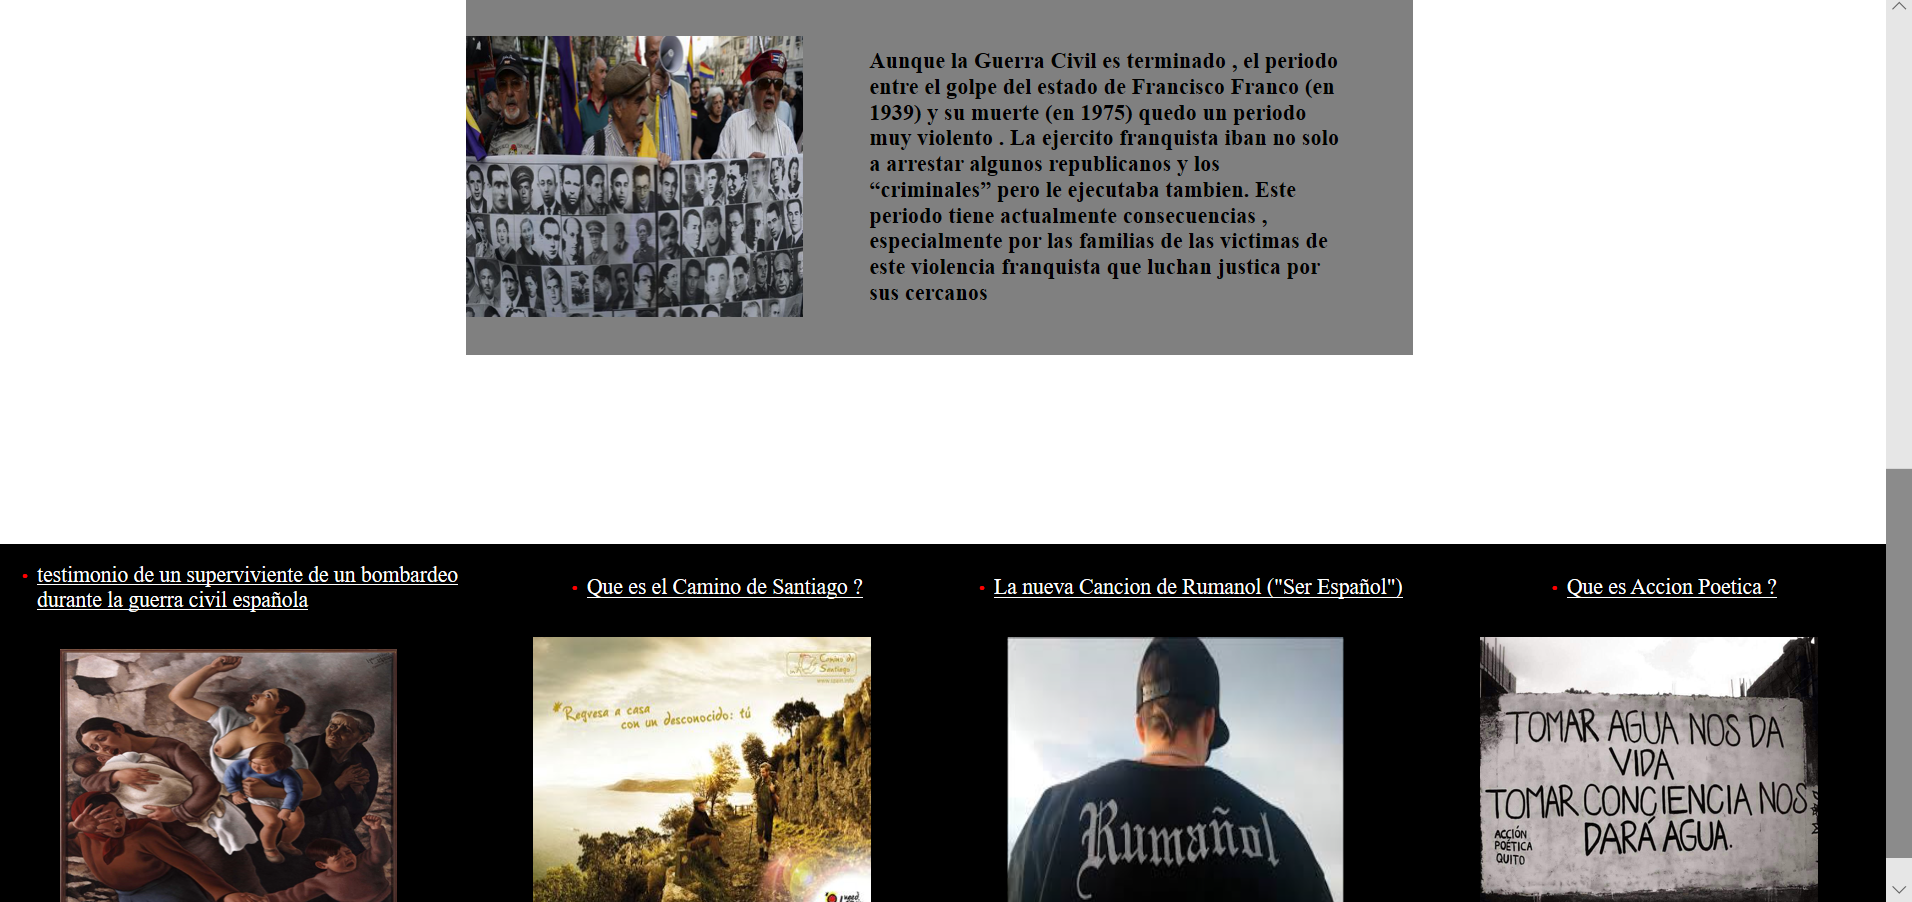 Aunque la Guerra Civil es terminado , el periodo
entre el golpe del estado de Francisco Franco (en
1939) y su muerte (en 1975) quedo un periodo
muy violento . La ejercito franquista iban no solo
a arrestar algunos republicanos y los
“criminales” pero le ejecutaba tambien. Este
periodo tiene actualmente consecuencias ,
especialmente por las familias de las victimas de
este violencia franquista que luchan justica por
sus cercanos
testimonio de un superviviente de un bombardeo
durante la guerra civil española
Que es el Camino de Santiago ?
La nueva Cancion de Rumanol ("Ser Español")
Que es Accion Poetica ?
Camino de
Santiago
www.spain.info
Regresa a casa
con un desconocido: tú
I need
Rumañol
TOMAR AGUA NOS DA
VIDA
TOMAR CONCIENCIA NOS
DARÁ AGUA.
ACCIÓN
POÉTICA
QUITO